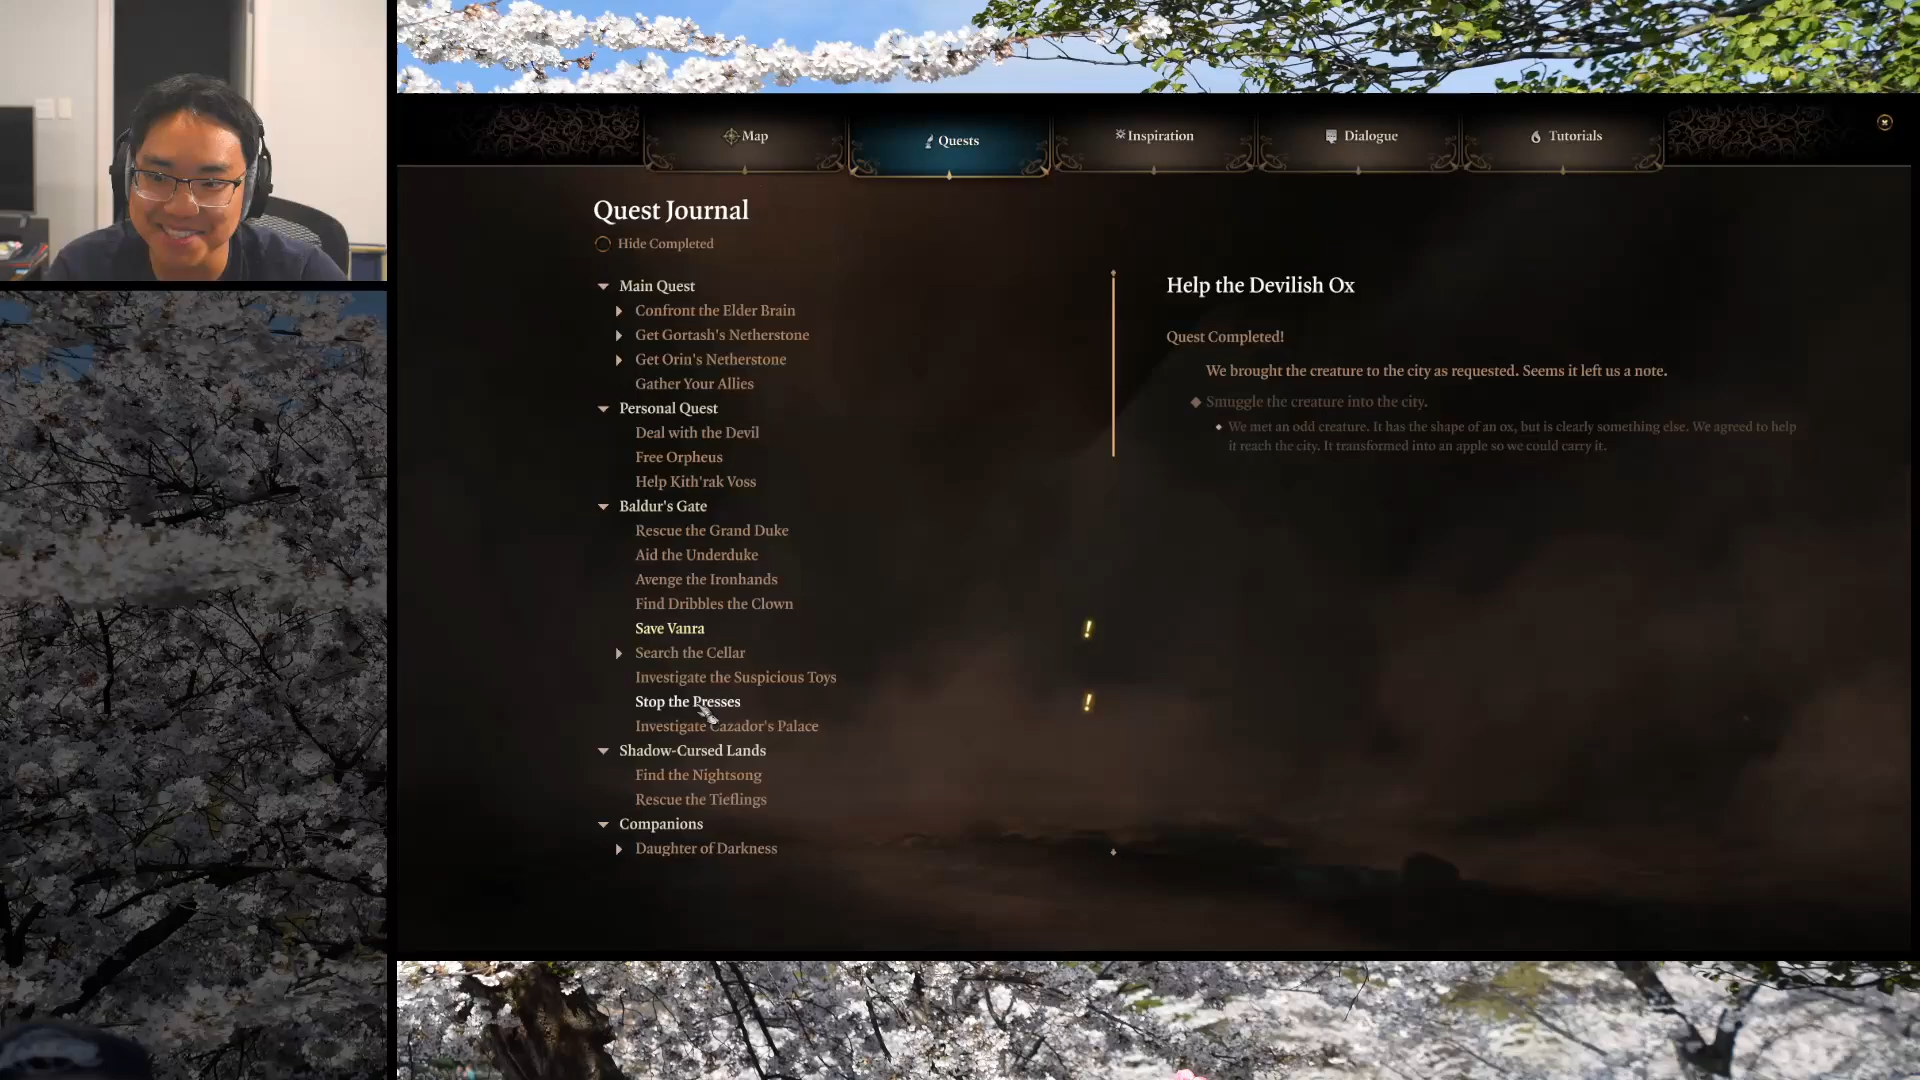 Map
Quests
Inspiration
Dialogue
Tutorials
Quest Journal
Hide Completed
Main Quest
Confront the Elder Brain
Get Gortash's Netherstone
Get Orin's Netherstone
Gather Your Allies
Personal Quest
Deal with the Devil
Free Orpheus
Help Kith'rak Voss
Baldur's Gate
Rescue the Grand Duke
Aid the Underduke
Avenge the Ironhands
Find Dribbles the Clown
Save Vanra
!
Search the Cellar
Investigate the Suspicious Toys
Stop the Presses
!
Investigate Cazador's Palace
Shadow-Cursed Lands
Find the Nightsong
Rescue the Tieflings
Companions
Daughter of Darkness
Help the Devilish Ox
Quest Completed!
We brought the creature to the city as requested. Seems it left us a note.
Smuggle the creature into the city.
We met an odd creature. It has the shape of an ox, but is clearly something else. We agreed to help
it reach the city. It transformed into an apple so we could carry it.